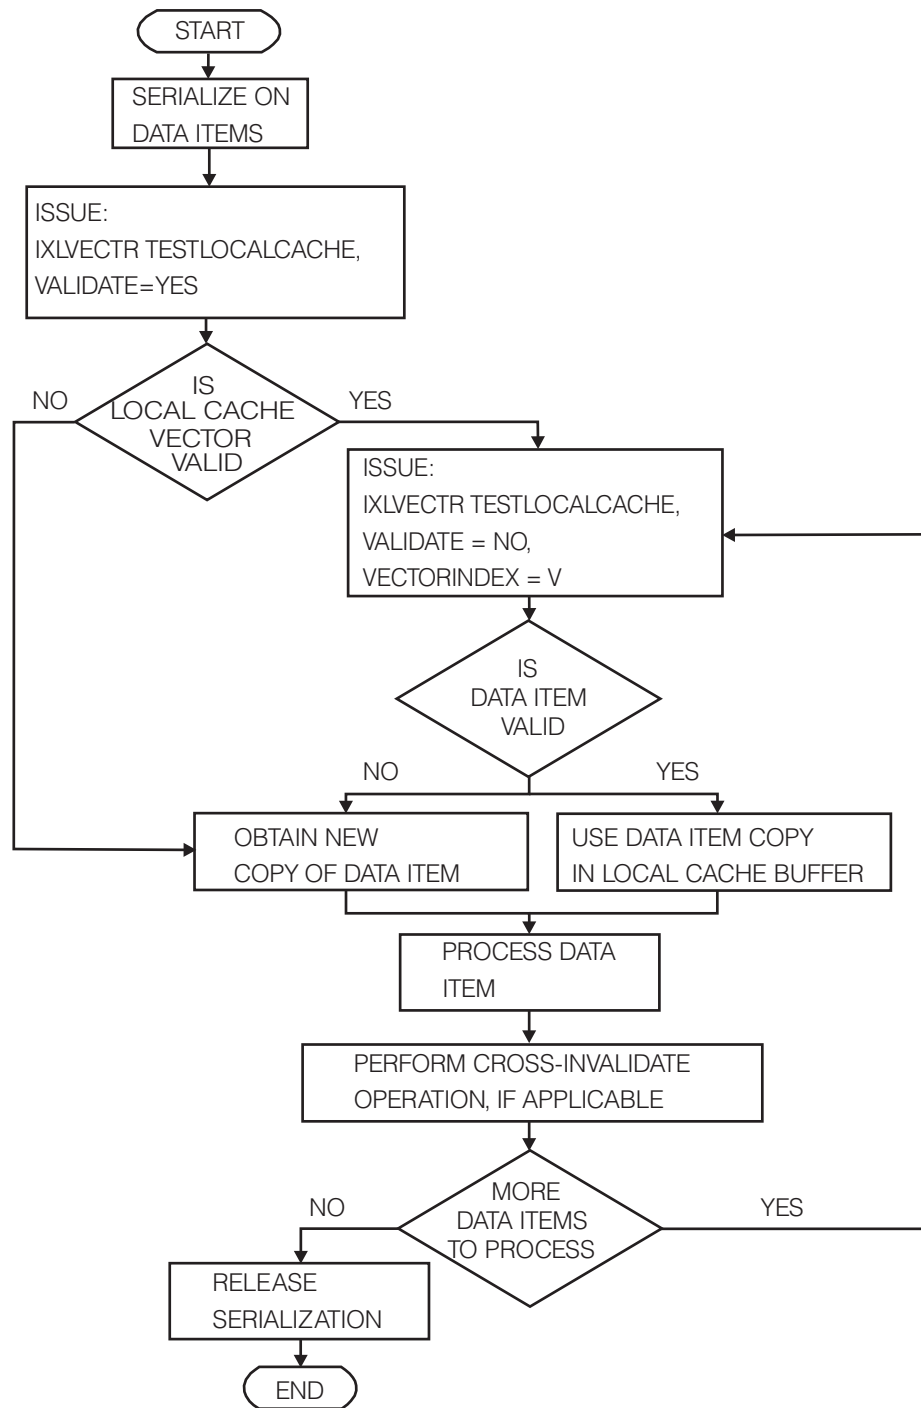 START
SERIALIZE ON
DATA ITEMS
ISSUE:
IXLVECTR TESTLOCALCACHE,
VALIDATE=YES
NO
IS
LOCAL CACHE
VECTOR
VALID
YES
ISSUE:
IXLVECTR TESTLOCALCACHE,
VALIDATE = NO,
VECTORINDEX = V
IS
DATA ITEM
VALID
NO
YES
OBTAIN NEW
COPY OF DATA ITEM
USE DATA ITEM COPY
IN LOCAL CACHE BUFFER
PROCESS DATA
ITEM
PERFORM CROSS-INVALIDATE
OPERATION, IF APPLICABLE
MORE
DATA ITEMS
TO PROCESS
NO
YES
RELEASE
SERIALIZATION
END